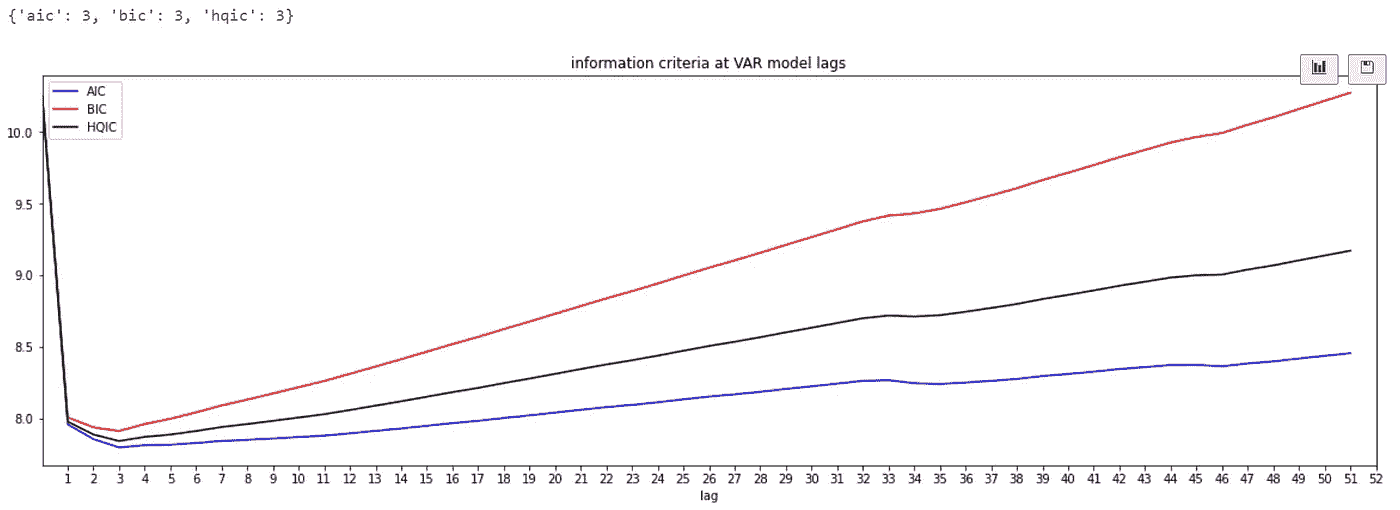 {'aic': 3, 'bic': 3, 'hqic': 3}
information criteria at VAR model lags
AIC
BIC
HQIC
10.0
9.5
9.0
8.5
8.0
1 2 3 4 5 6 7 8 9 10 11 12 13 14 15 16 17 18 19 20 21 22 23 24 25 26 27 28 29 30 31 32 33 34 35 36 37 38 39 40 41 42 43 44 45 46 47 48 49 50 51 52
lag